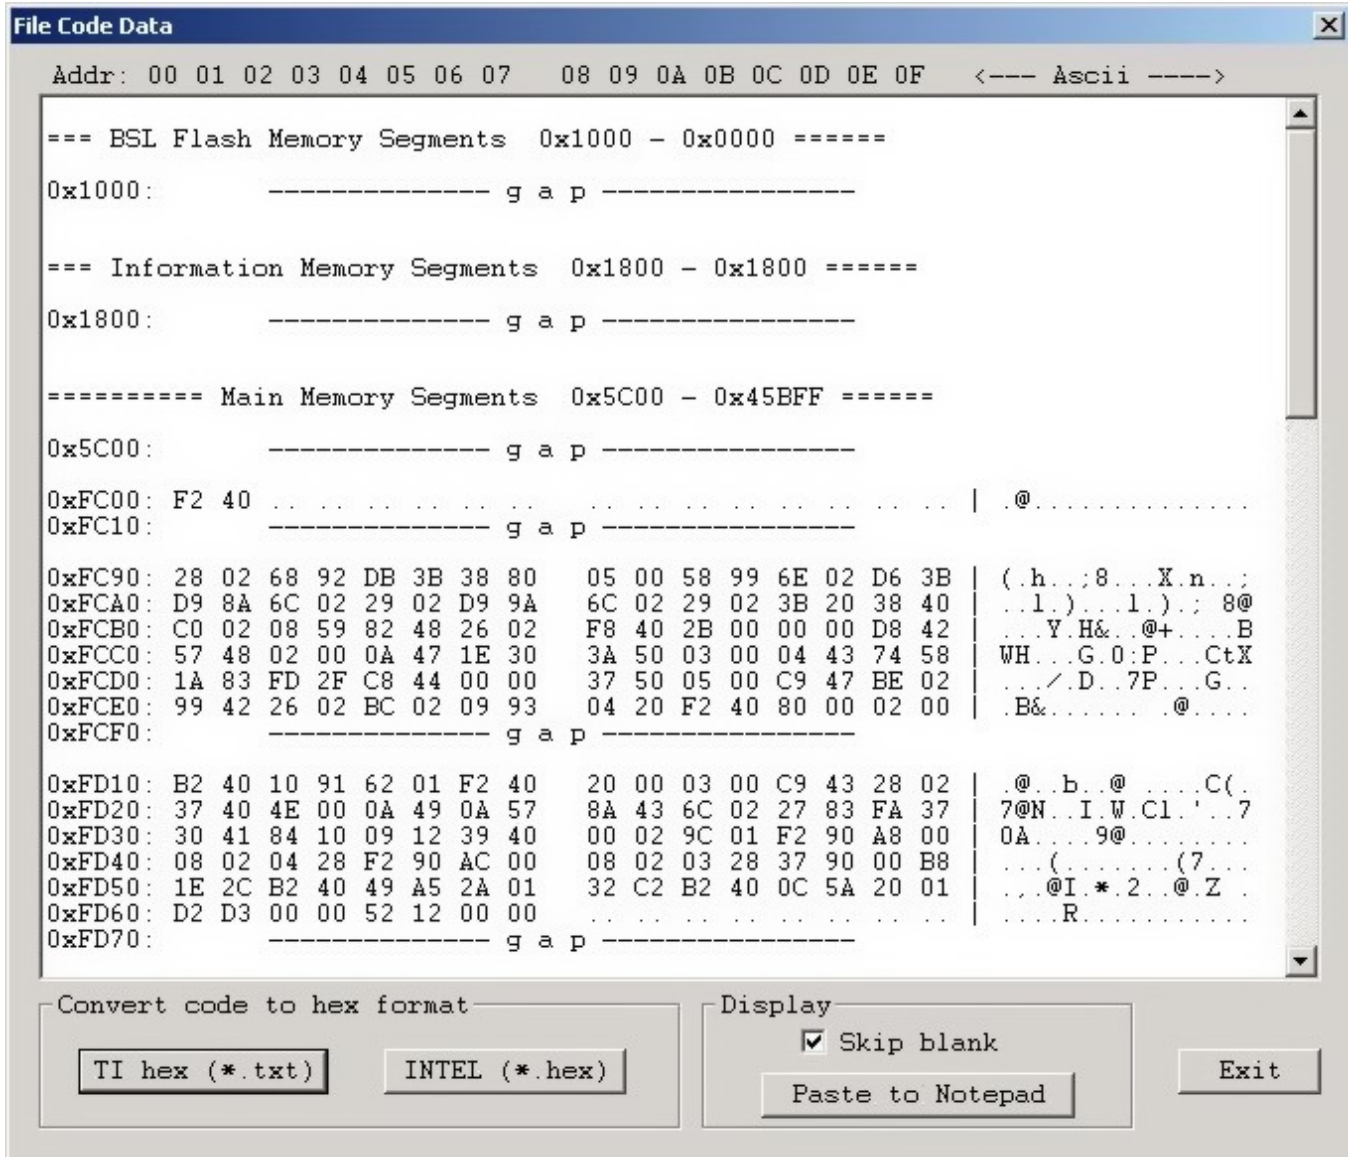 File Code Data
Addr: 00 01 02 03 04 05 06 07 08 09 0A 0B 0C 0D 0E 0F <--- Ascii ---->
=== BSL Flash Memory Segments 0x1000 - 0x0000 ======
0x1000: -------------- g a p ----------------
=== Information Memory Segments 0x1800 - 0x1800 ======
0x1800: -------------- g a p ----------------
========== Main Memory Segments 0x5C00 - 0x45BFF ======
0x5C00: -------------- g a p ----------------
0xFC00: F2 40 .. .. .. .. .. .. .. .. .. .. .. .. .. .. | .@..............
0xFC10: -------------- g a p ----------------
0xFC90: 28 02 68 92 DB 3B 38 80 05 00 58 99 6E 02 D6 3B | (.h..;8...X.n..;
0xFCA0: D9 8A 6C 02 29 02 D9 9A 6C 02 29 02 3B 20 38 40 | ..l.)...l.).; 8@
0xFCB0: C0 02 08 59 82 48 26 02 F8 40 2B 00 00 00 D8 42 | ...Y.H&..@+....B
0xFCC0: 57 48 02 00 0A 47 1E 30 3A 50 03 00 04 43 74 58 | WH...G.0:P...CtX
0xFCD0: 1A 83 FD 2F C8 44 00 00 37 50 05 00 C9 47 BE 02 | .../.D..7P...G..
0xFCE0: 99 42 26 02 BC 02 09 93 04 20 F2 40 80 00 02 00 | .B&...... .@....
0xFCF0: -------------- g a p ----------------
0xFD10: B2 40 10 91 62 01 F2 40 20 00 03 00 C9 43 28 02 | .@..b..@ ....C(.
0xFD20: 37 40 4E 00 0A 49 0A 57 8A 43 6C 02 27 83 FA 37 | 7@N..I.W.Cl.'..7
0xFD30: 30 41 84 10 09 12 39 40 00 02 9C 01 F2 90 A8 00 | 0A....9@........
0xFD40: 08 02 04 28 F2 90 AC 00 08 02 03 28 37 90 00 B8 | ...(.......(7...
0xFD50: 1E 2C B2 40 49 A5 2A 01 32 C2 B2 40 0C 5A 20 01 | .,.@I.*.2..@.Z .
0xFD60: D2 D3 00 00 52 12 00 00 .. .. .. .. .. .. .. .. | ....R...........
0xFD70: -------------- g a p ----------------
Convert code to hex format
TI hex (*.txt)
INTEL (*.hex)
Display
Skip blank
Paste to Notepad
Exit